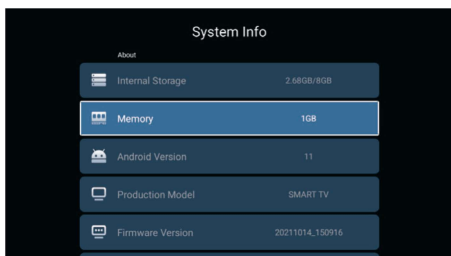 System Info
About
Internal Storage 2.68GB/8GB
Memory 1GB
Android Version 11
Production Model SMART TV
Firmware Version 20211014_150916